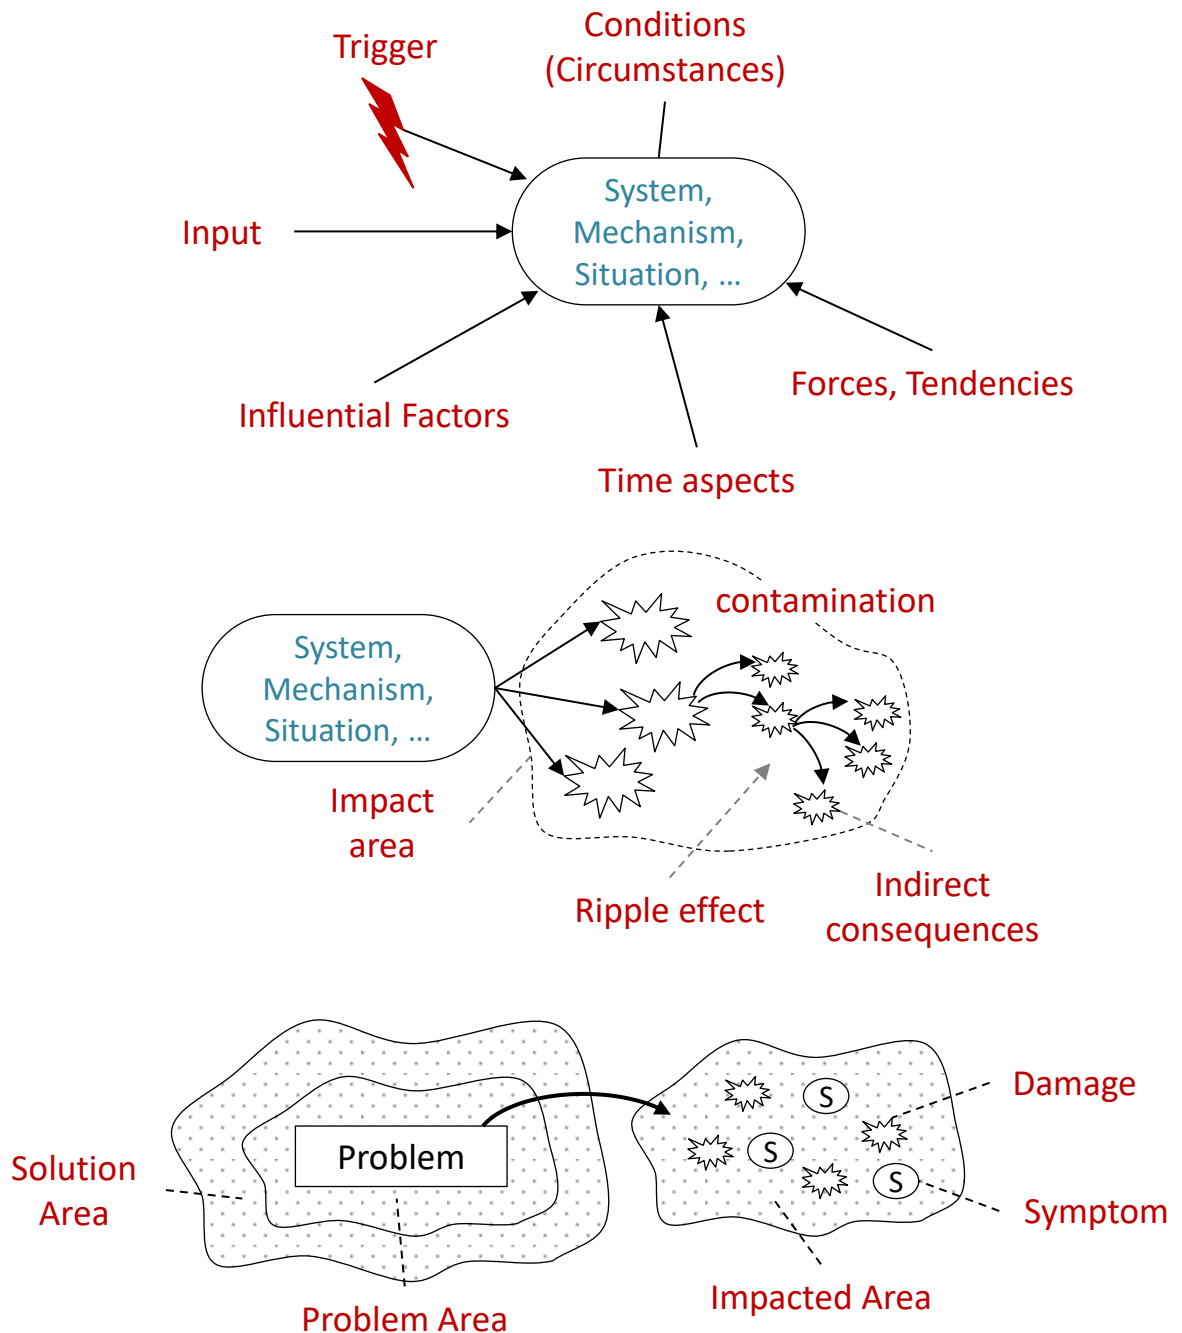 Trigger
Conditions
(Circumstances)
System,
Mechanism,
Situation, ...
Input
Forces, Tendencies
Influential Factors
Time aspects
contamination
System,
Mechanism,
Situation, ...
Impact
area
Ripple effect
Indirect
consequences
Problem
S
S
S
Damage
Solution
Area
Symptom
Problem Area
Impacted Area